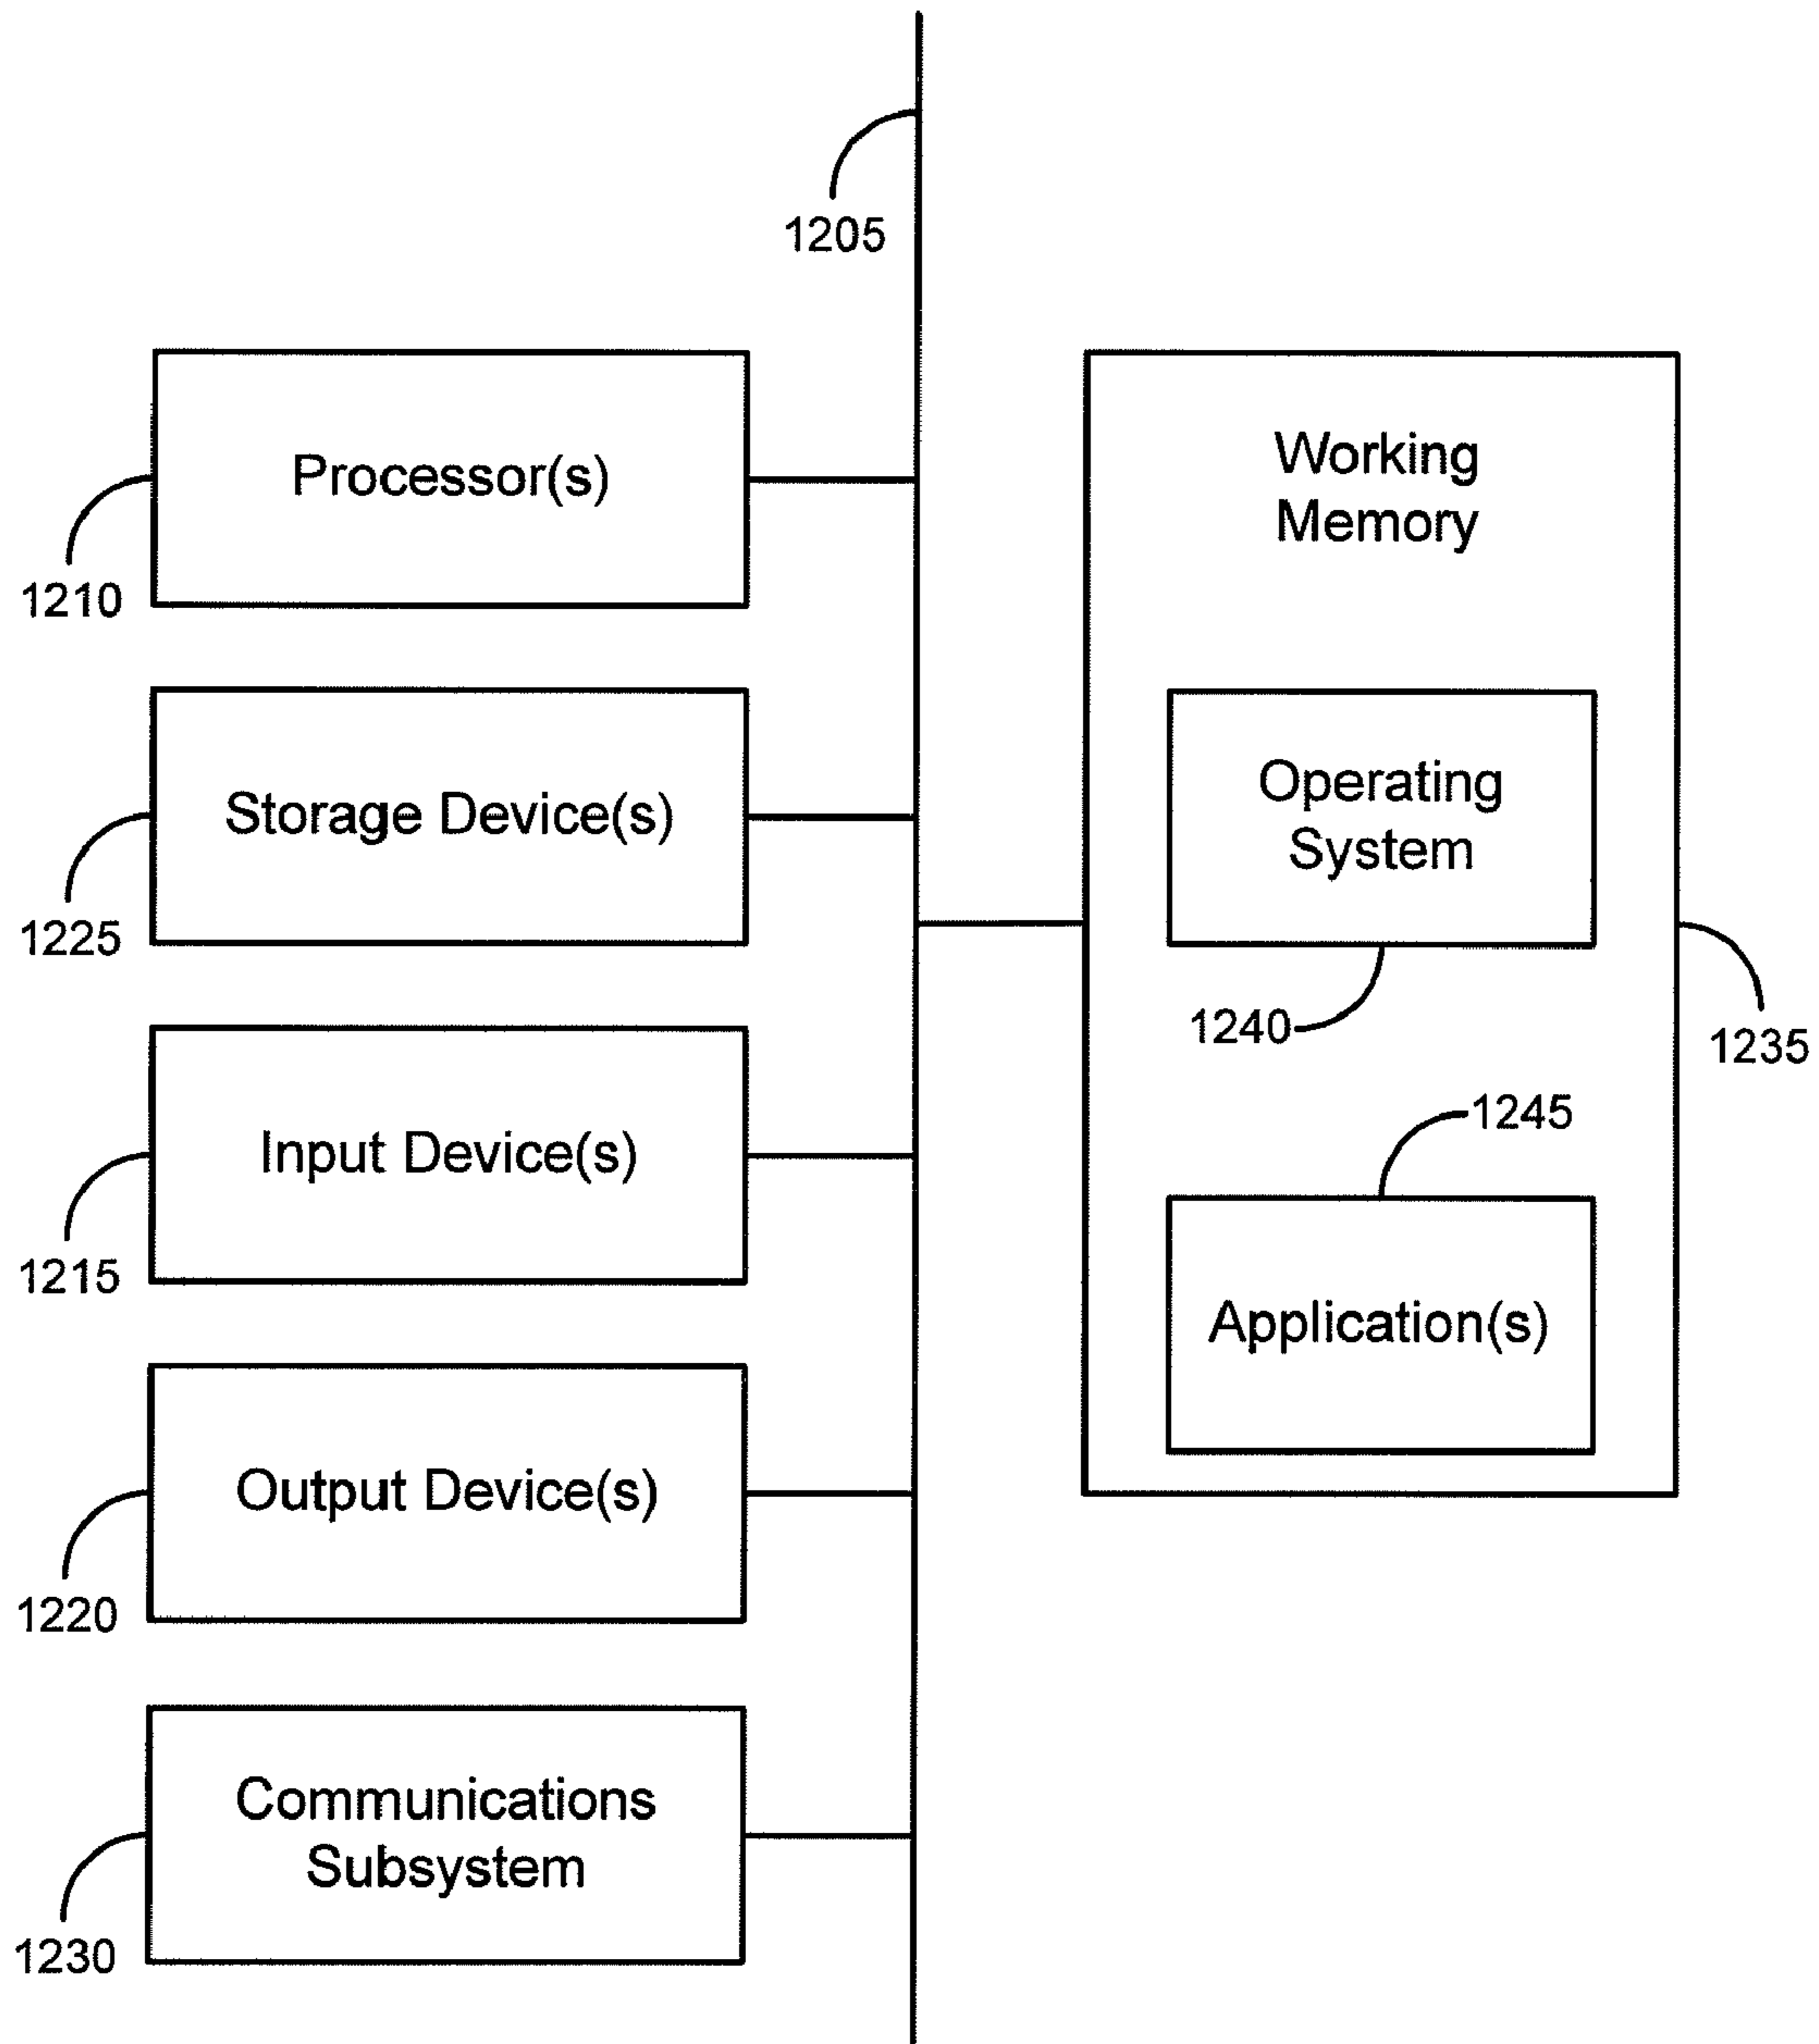 1205
Processor(s)
1210
Storage Device(s)
1225
Input Device(s)
1215
Output Device(s)
1220
Communications
Subsystem
1230
Working
Memory
Operating
System
1240
1235
1245
Application(s)